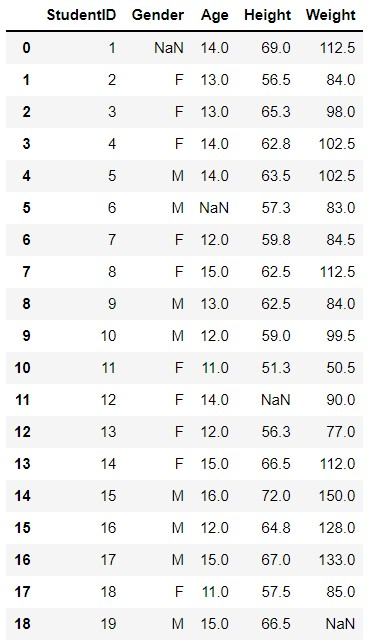 StudentID Gender Age Height Weight
0 1 NaN 14.0 69.0 112.5
1 2 F 13.0 56.5 84.0
2 3 F 13.0 65.3 98.0
3 4 F 14.0 62.8 102.5
4 5 M 14.0 63.5 102.5
5 6 M NaN 57.3 83.0
6 7 F 12.0 59.8 84.5
7 8 F 15.0 62.5 112.5
8 9 M 13.0 62.5 84.0
9 10 M 12.0 59.0 99.5
10 11 F 11.0 51.3 50.5
11 12 F 14.0 NaN 90.0
12 13 F 12.0 56.3 77.0
13 14 F 15.0 66.5 112.0
14 15 M 16.0 72.0 150.0
15 16 M 12.0 64.8 128.0
16 17 M 15.0 67.0 133.0
17 18 F 11.0 57.5 85.0
18 19 M 15.0 66.5 NaN